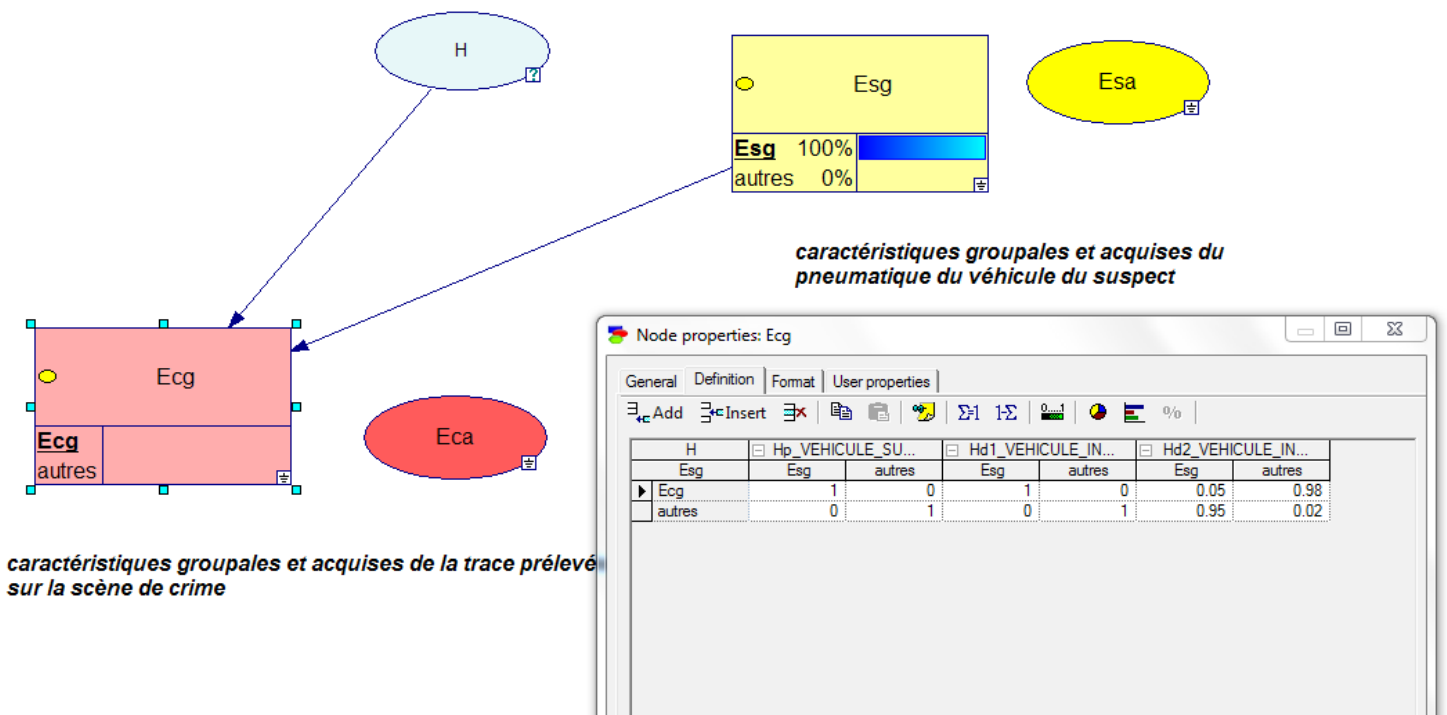 H
Esg
Esa
Esg 100%
autres 0%
caractéristiques groupales et acquises du
pneumatique du véhicule du suspect
Ecg
Eca
Ecg
autres
caractéristiques groupales et acquises de la trace prélevé
sur la scène de crime
Node properties: Ecg
General Definition Format User properties
Add Insert Σ=1 1-Σ %
H Hp_VEHICULE_SU... Hd1_VEHICULE_IN... Hd2_VEHICULE_IN...
Esg Esg autres Esg autres Esg autres
Ecg 1 0 1 0 0.05 0.98
autres 0 1 0 1 0.95 0.02